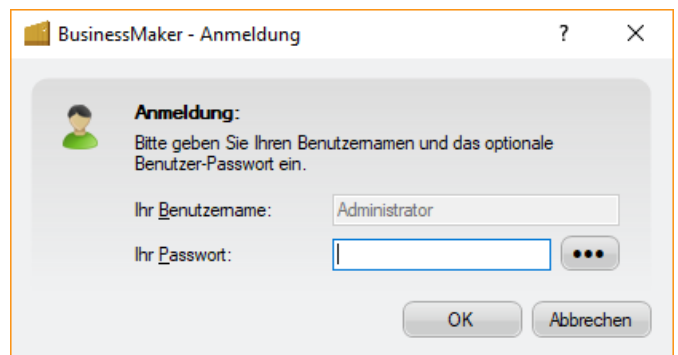 BusinessMaker - Anmeldung ?
Anmeldung:
Bitte geben Sie Ihren Benutzernamen und das optionale
Benutzer-Passwort ein.
Ihr Benutzername: Administrator
Ihr Passwort:
OK Abbrechen